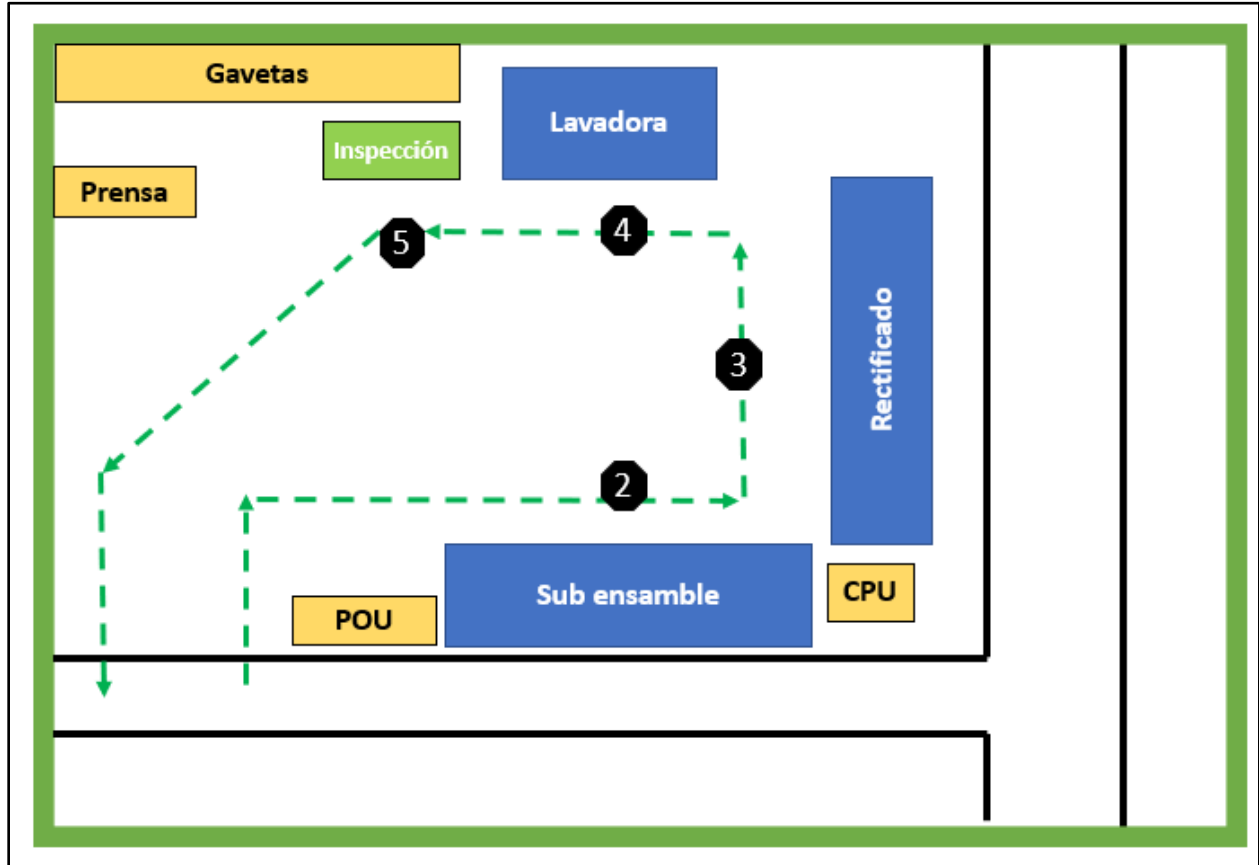 Gavetas
Lavadora
Inspección
Prensa
5
4
3
Rectificado
2
Sub ensamble
CPU
POU